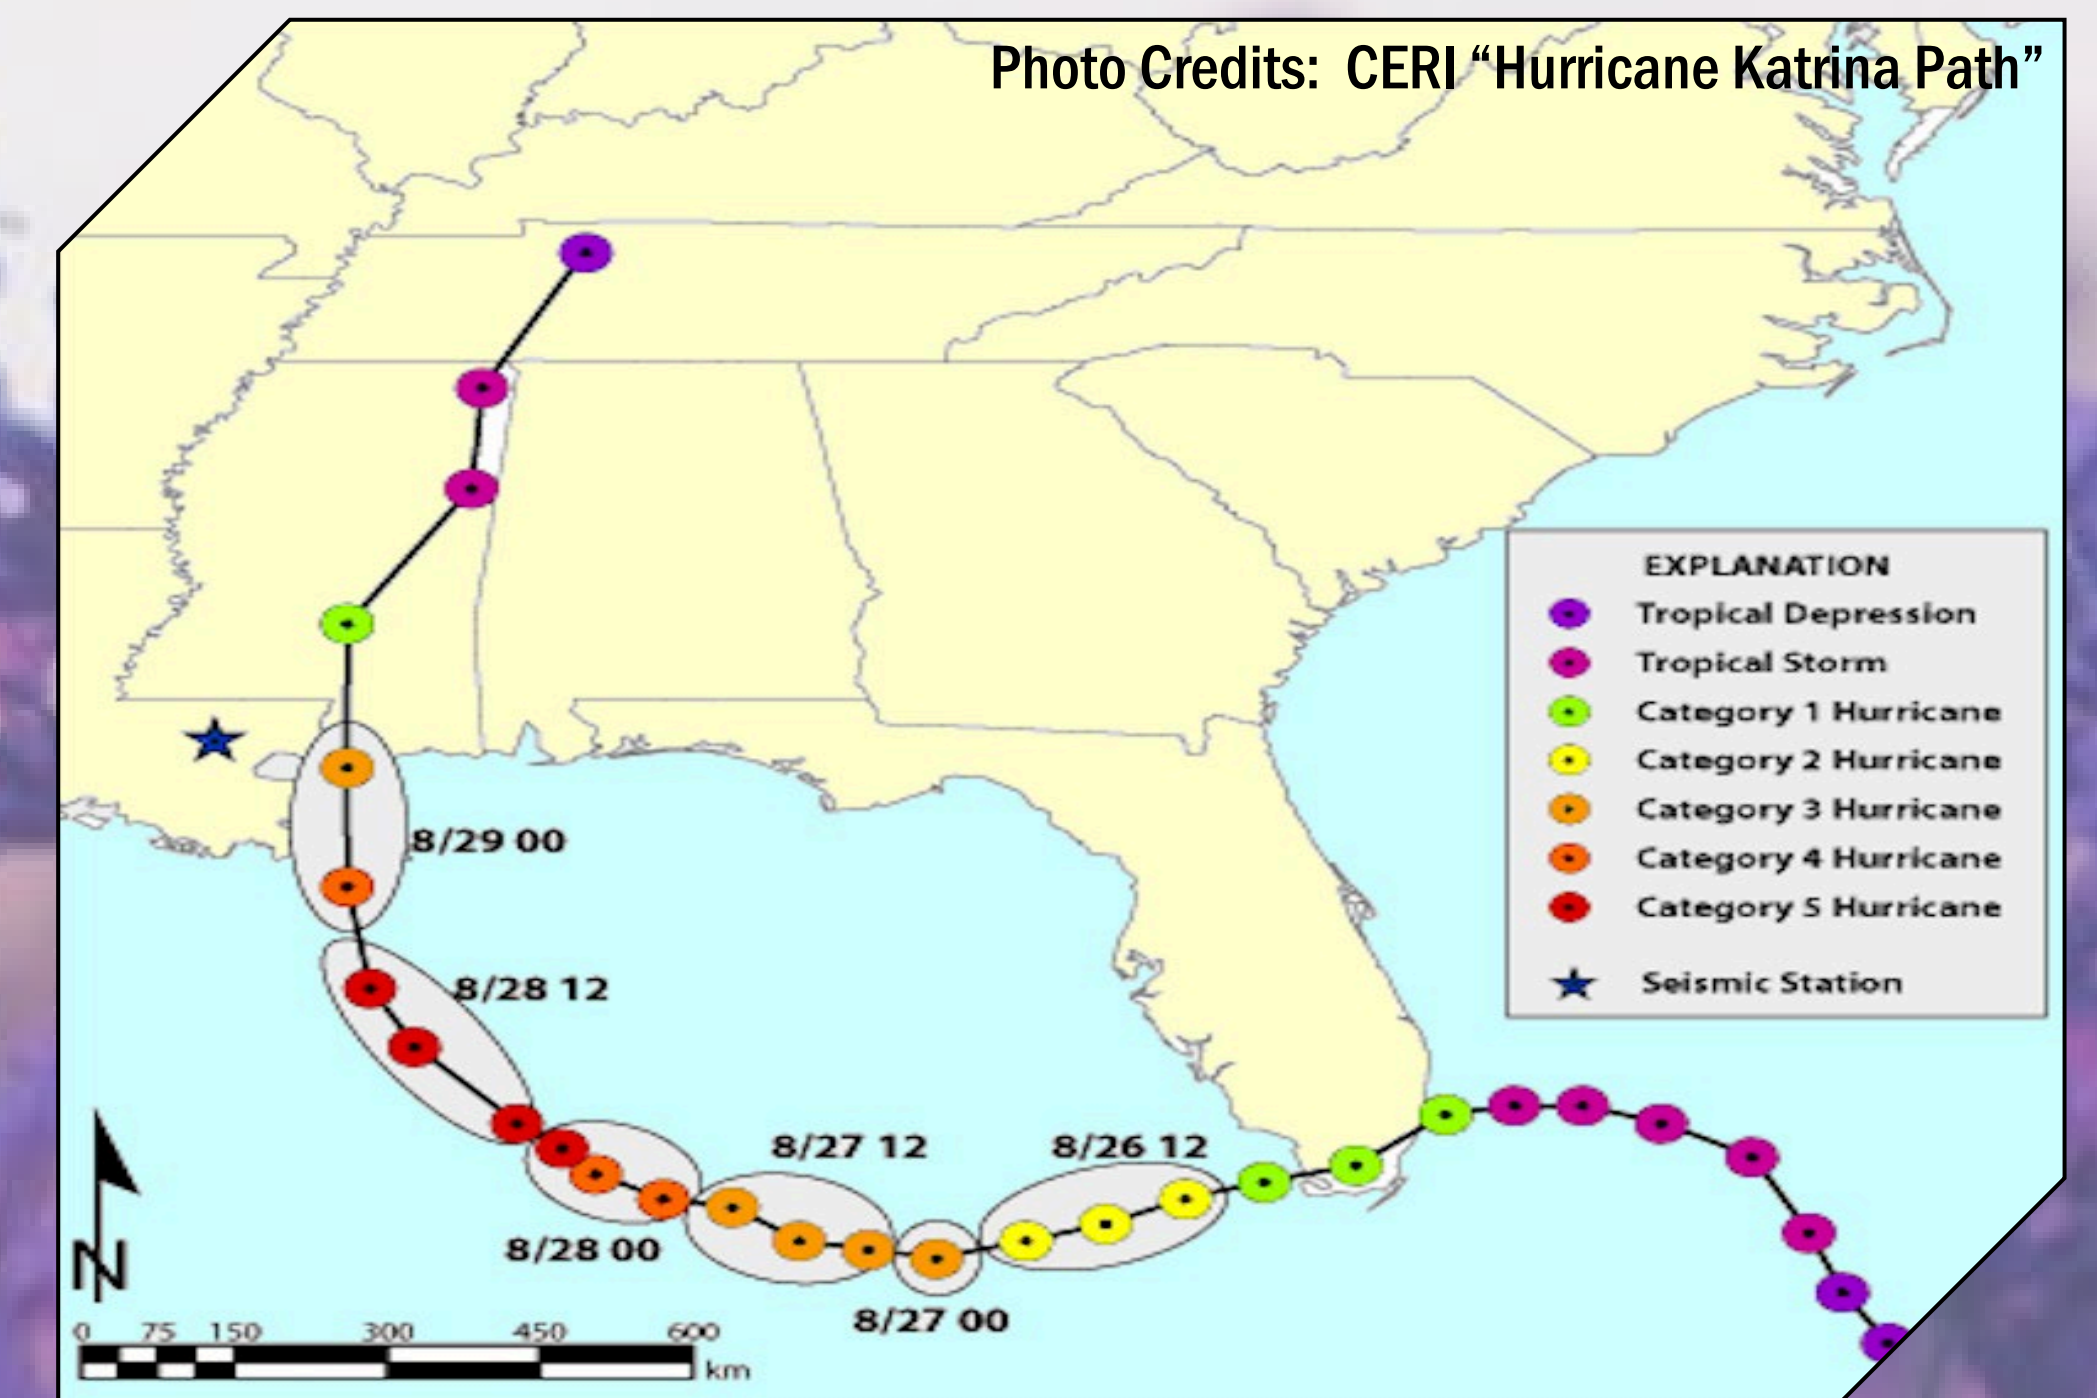 Photo Credits: CERI “Hurricane Katrina Path”
EXPLANATION
Tropical Depression
Tropical Storm
Category 1 Hurricane
Category 2 Hurricane
Category 3 Hurricane
Category 4 Hurricane
Category 5 Hurricane
Seismic Station
8/29 00
8/28 12
8/27 12
8/26 12
8/28 00
8/27 00
N
0 75 150 300 450 600
km